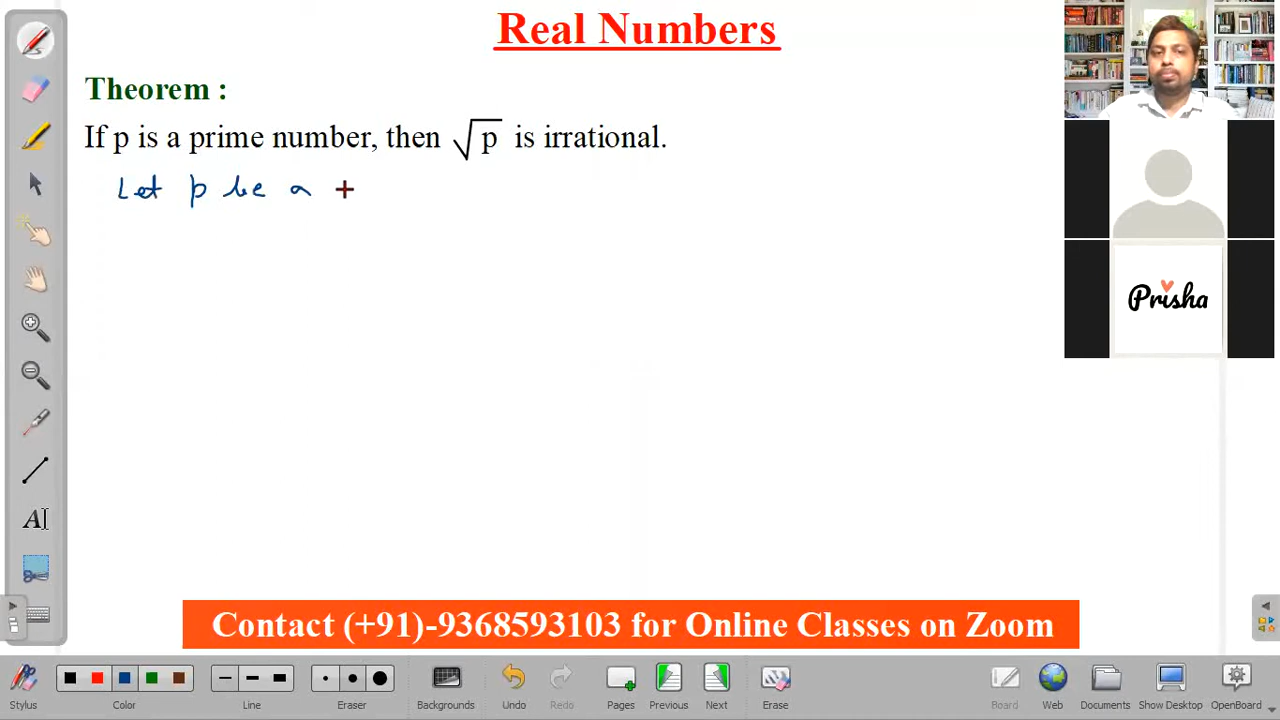 Real Numbers
Theorem :
If p is a prime number, then √p is irrational.
Let p be a
Prisha
Contact (+91)-9368593103 for Online Classes on Zoom
Color
Line
Eraser
Backgrounds
Undo
Redo
Pages
Previous
Next
Erase
Board
Web
Documents
Show Desktop
OpenBoard